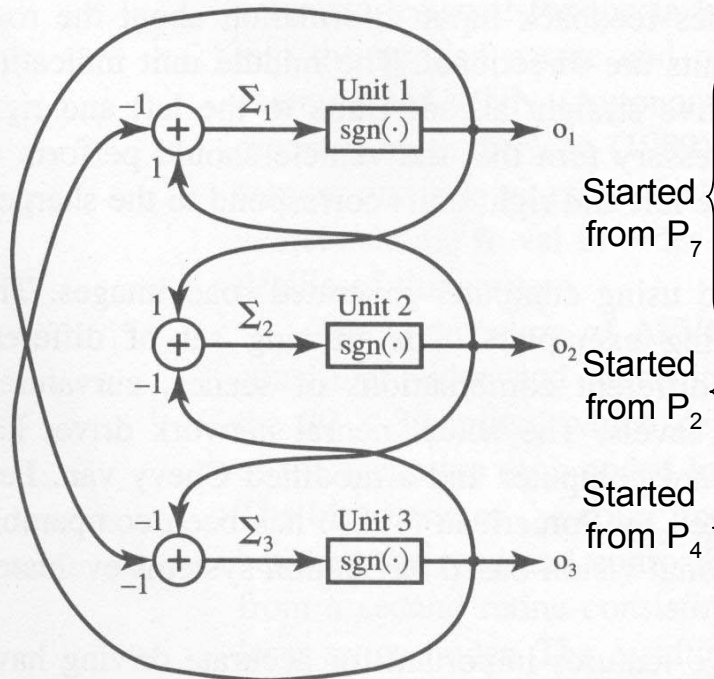 −1
Σ₁
Unit 1
+
sgn(·)
o₁
1
Started
from P₇
1
Σ₂
Unit 2
+
sgn(·)
o₂
Started
from P₂
1
1
Σ₃
Unit 3
Started
from P₄
+
sgn(·)
o₃
−1